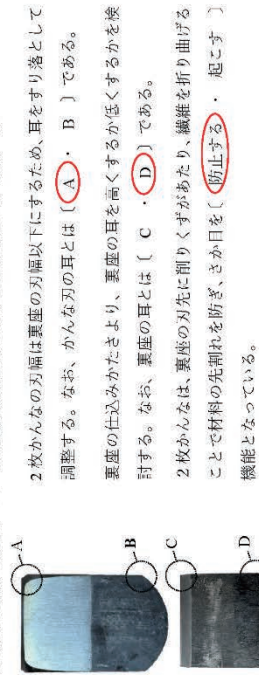 2枚かんなの刃幅は裏座の刃幅以下にするため、耳をすり落として
調整する。なお、かんな刃の耳とは〔 A ・ B 〕である。
裏座の仕込みかたさより、裏座の耳を高くするか低くするかを検
討する。なお、裏座の耳とは〔 C ・ D 〕である。
2枚かんなは、裏座の刃先に削りくずがあたり、繊維を折り曲げる
ことで材料の先割れを防ぎ、さか目を〔 防止する ・ 起こす 〕
機能となっている。
A
B
C
D